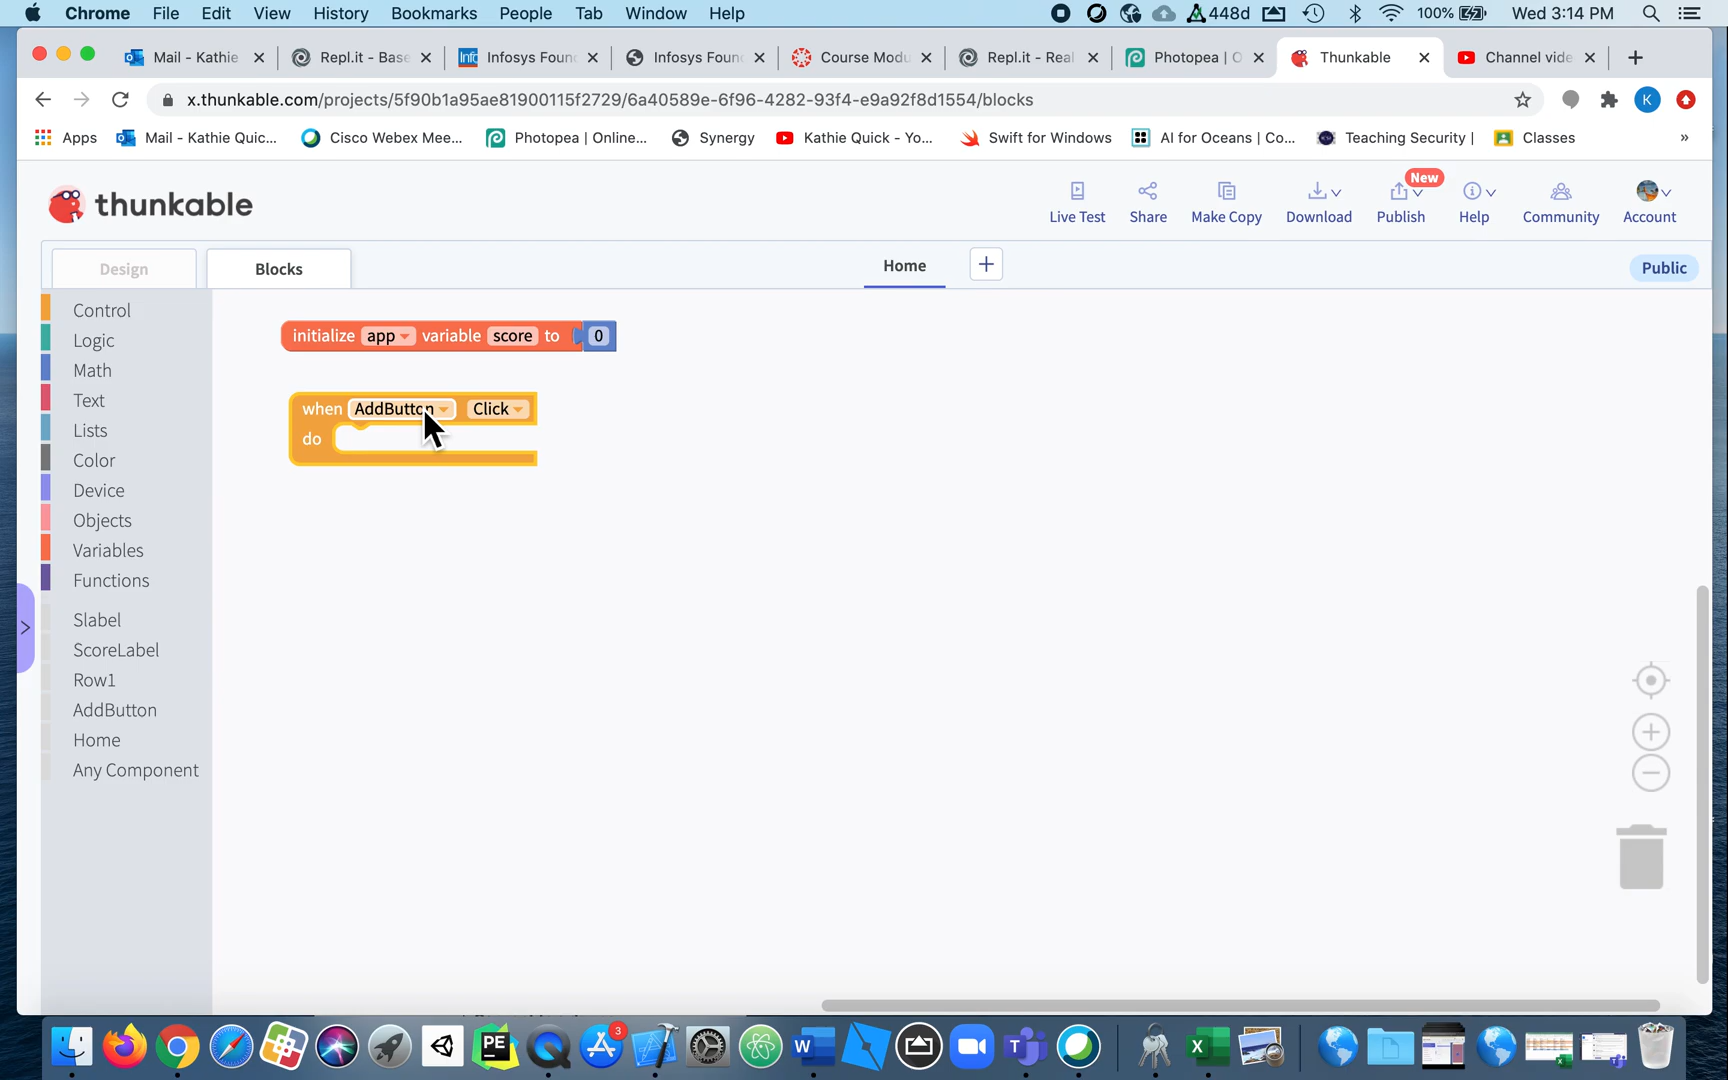 Chrome File Edit View History Bookmarks People Tab Window Help 448d 100% Wed 3:14 PM
Mail - Kathie Repl.it - Base Infosys Foun Infosys Foun Course Modu Repl.it - Rea Photopea | O Thunkable Channel vide
x.thunkable.com/projects/5f90b1a95ae81900115f2729/6a40589e-6f96-4282-93f4-e9a92f8d1554/blocks K
Apps Mail - Kathie Quic... Cisco Webex Mee... Photopea | Online... Synergy Kathie Quick - Yo... Swift for Windows AI for Oceans | Co... Teaching Security | Classes »
New
thunkable
Live Test Share Make Copy Download Publish Help Community Account
Design Blocks Home + Public
Control
Logic
Math
Text
Lists
Color
Device
Objects
Variables
Functions
Slabel
ScoreLabel
Row1
AddButton
Home
Any Component
initialize app variable score to 0
when AddButton Click
do
3
PE W T X